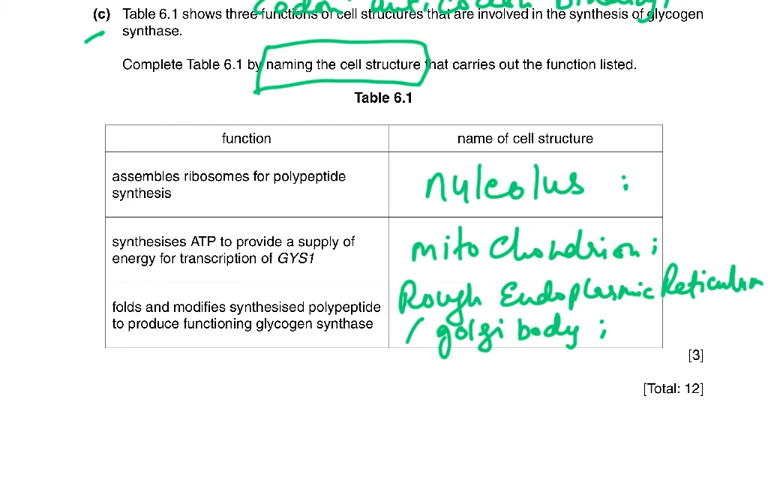 codon anticodon binding
(c) Table 6.1 shows three functions of cell structures that are involved in the synthesis of glycogen
synthase.
Complete Table 6.1 by naming the cell structure that carries out the function listed.
Table 6.1
function name of cell structure
assembles ribosomes for polypeptide
synthesis
nuleolus ;
synthesises ATP to provide a supply of
energy for transcription of GYS1
mitochondrion ;
folds and modifies synthesised polypeptide
to produce functioning glycogen synthase
Rough Endoplasmic Reticulum
/ golgi body ;
[3]
[Total: 12]